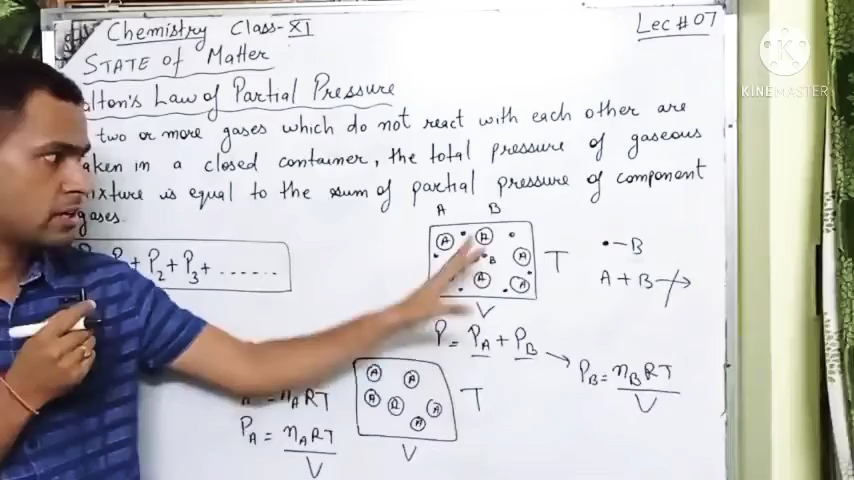 Chemistry Class-XI
Lec # 07
STATE of Matter
KINEMASTER
alton's Law of Partial Pressure
two or more gases which do not react with each other are
aken in a closed container, the total pressure of gaseous
ixture is equal to the sum of partial pressure of component
gases.
A B
+ P2 + P3 + ......
A A A A A B
T
• — B
A + B
V
P = PA + PB
PB = nBRT / V
= nART
PA = nART / V
A A A A A
T
V